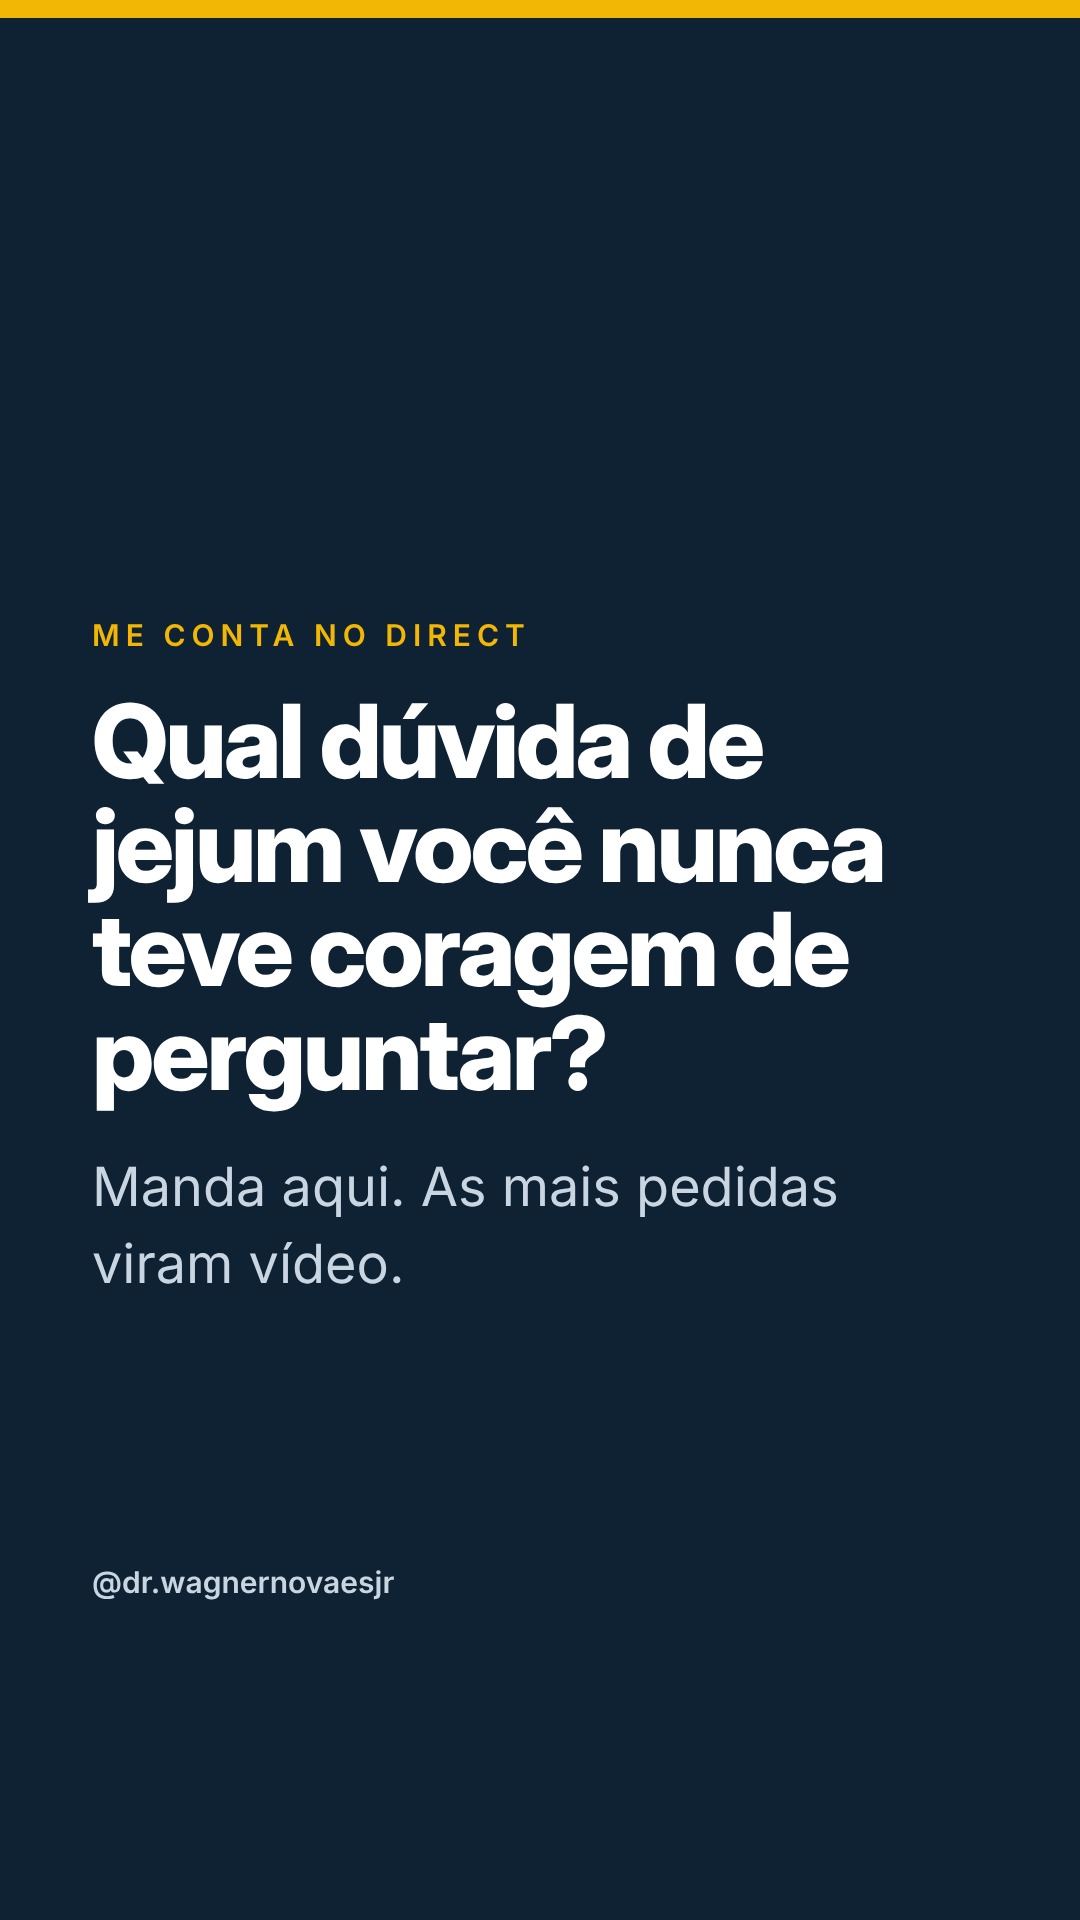 ME CONTA NO DIRECT
Qual dúvida de
jejum você nunca
teve coragem de
perguntar?
Manda aqui. As mais pedidas
viram vídeo.
@dr.wagnernovaesjr